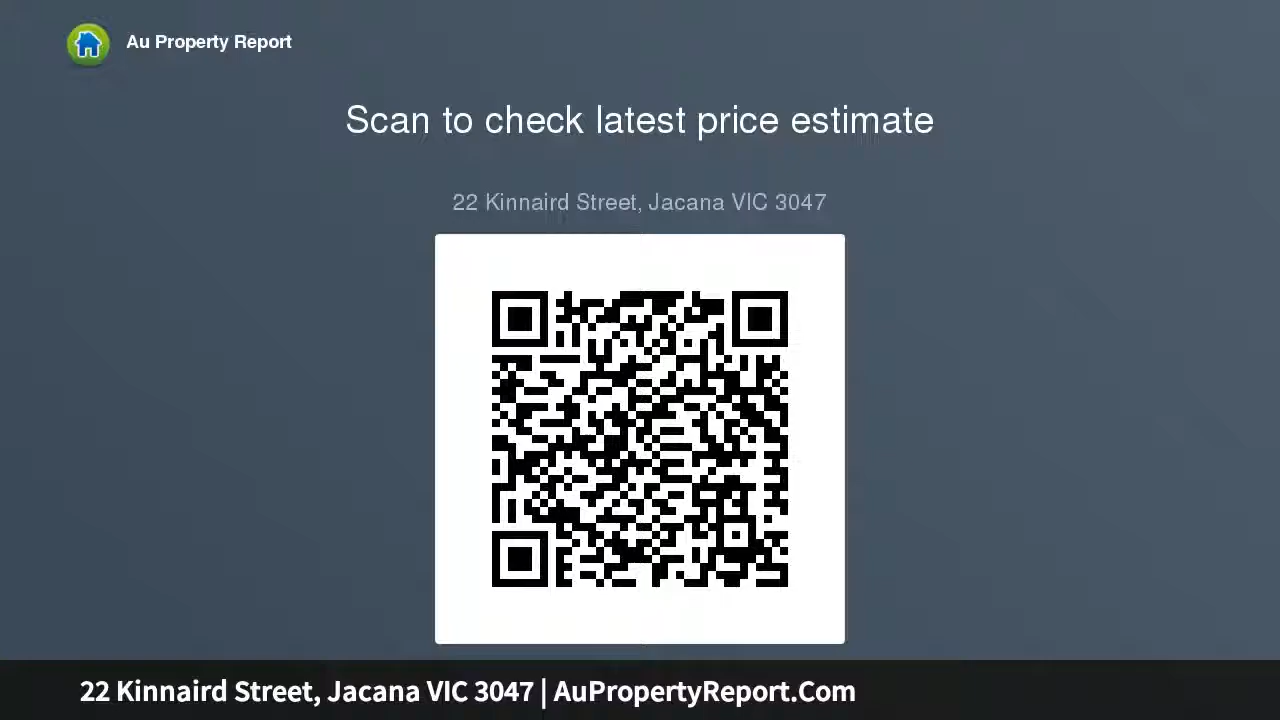 Au Property Report
Scan to check latest price estimate
22 Kinnaird Street, Jacana VIC 3047
22 Kinnaird Street, Jacana VIC 3047 | AuPropertyReport.Com